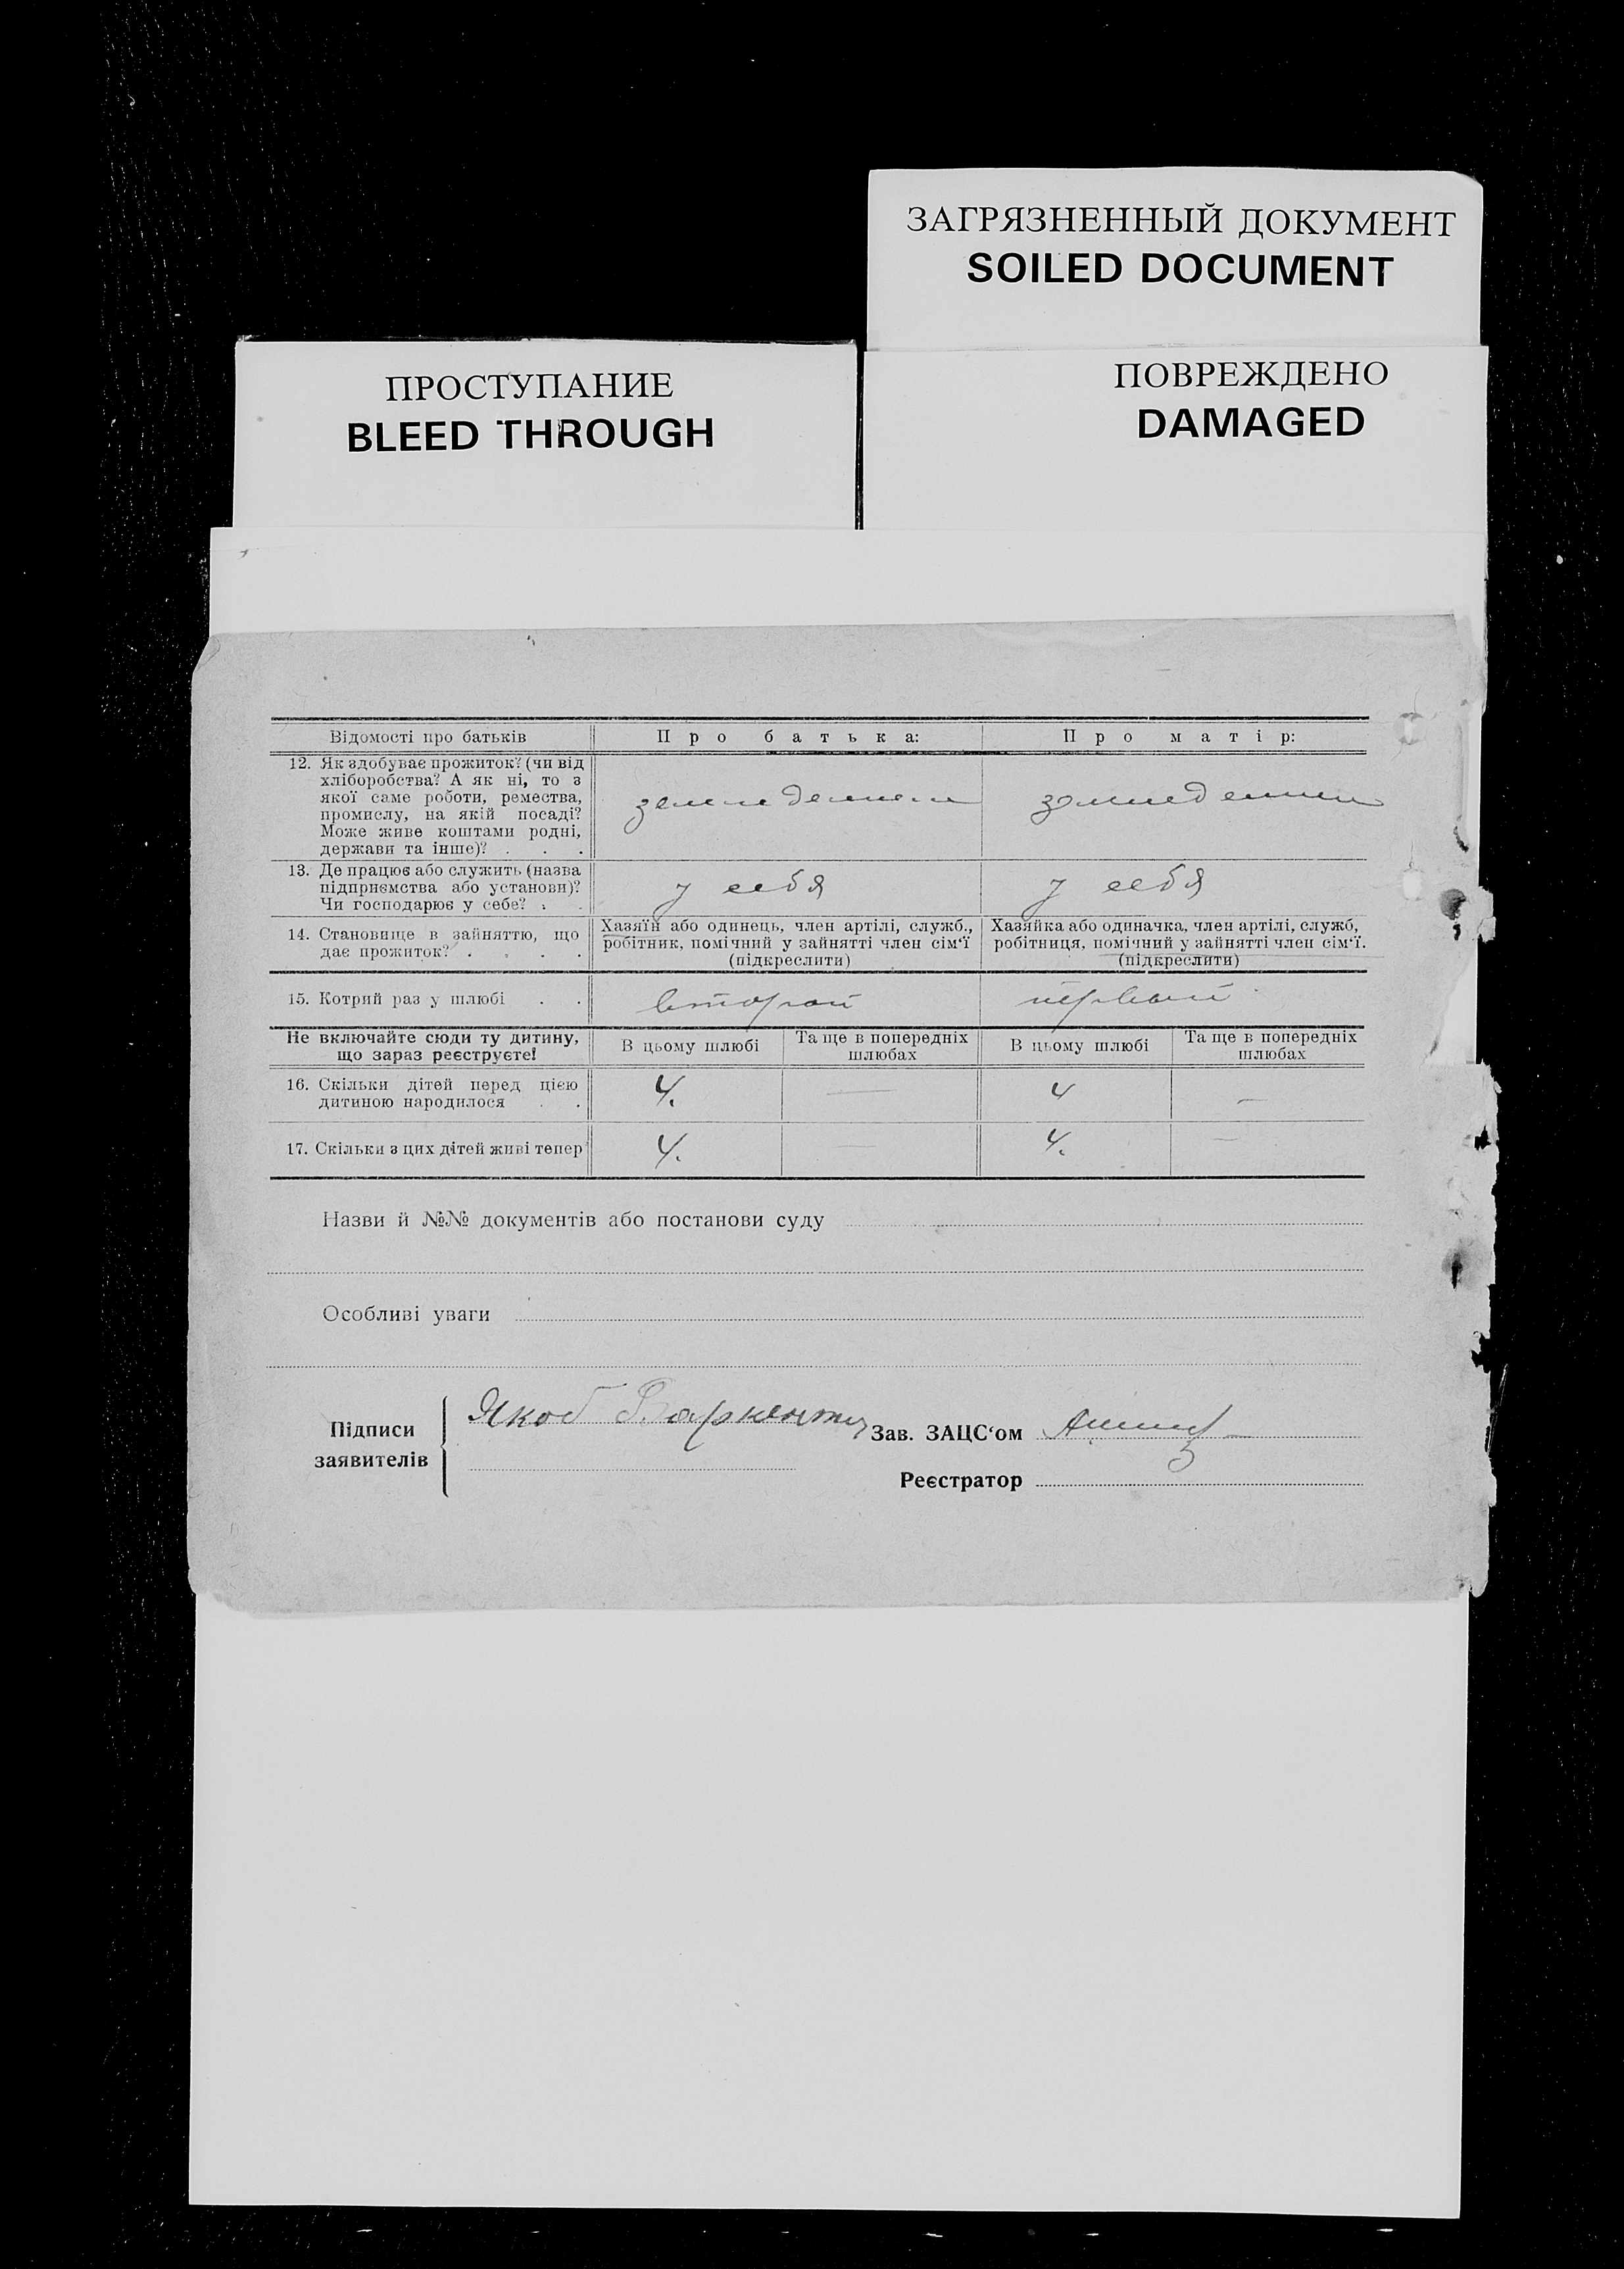 ЗАГРЯЗНЕННЫЙ ДОКУМЕНТ
SOILED DOCUMENT
ПРОСТУПАНИЕ
BLEED THROUGH
ПОВРЕЖДЕНО
DAMAGED
Відомості про батьків
Про батька:
Про матір:
12. Як здобуває прожиток? (чи від
хліборобства? А як ні, то з
якої саме роботи, ремества,
промислу, на якій посаді?
Може живе коштами родні,
держави та інше)? . . .
земледелием
земледелием
13. Де працює або служить (назва
підприємства або установи)?
Чи господарює у себе? . .
у себя
у себя
14. Становище в зайняттю, що
дає прожиток? . . . .
Хазяїн або одинець, член артілі, служб.,
робітник, помічний у зайнятті член сім'ї
(підкреслити)
Хазяйка або одиначка, член артілі, служб,
робітниця, помічний у зайнятті член сім'ї.
(підкреслити)
15. Котрий раз у шлюбі . .
второй
первый
Не включайте сюди ту дитину,
що зараз реєструєте!
В цьому шлюбі
Та ще в попередніх
шлюбах
В цьому шлюбі
Та ще в попередніх
шлюбах
16. Скільки дітей перед цією
дитиною народилося . .
4.
—
4
—
17. Скільки з цих дітей живі тепер
4.
—
4.
—
Назви й №№ документів або постанови суду
Особливі уваги
Підписи
заявителів
Якоб Варкентин
Зав. ЗАЦС'ом
Реєстратор